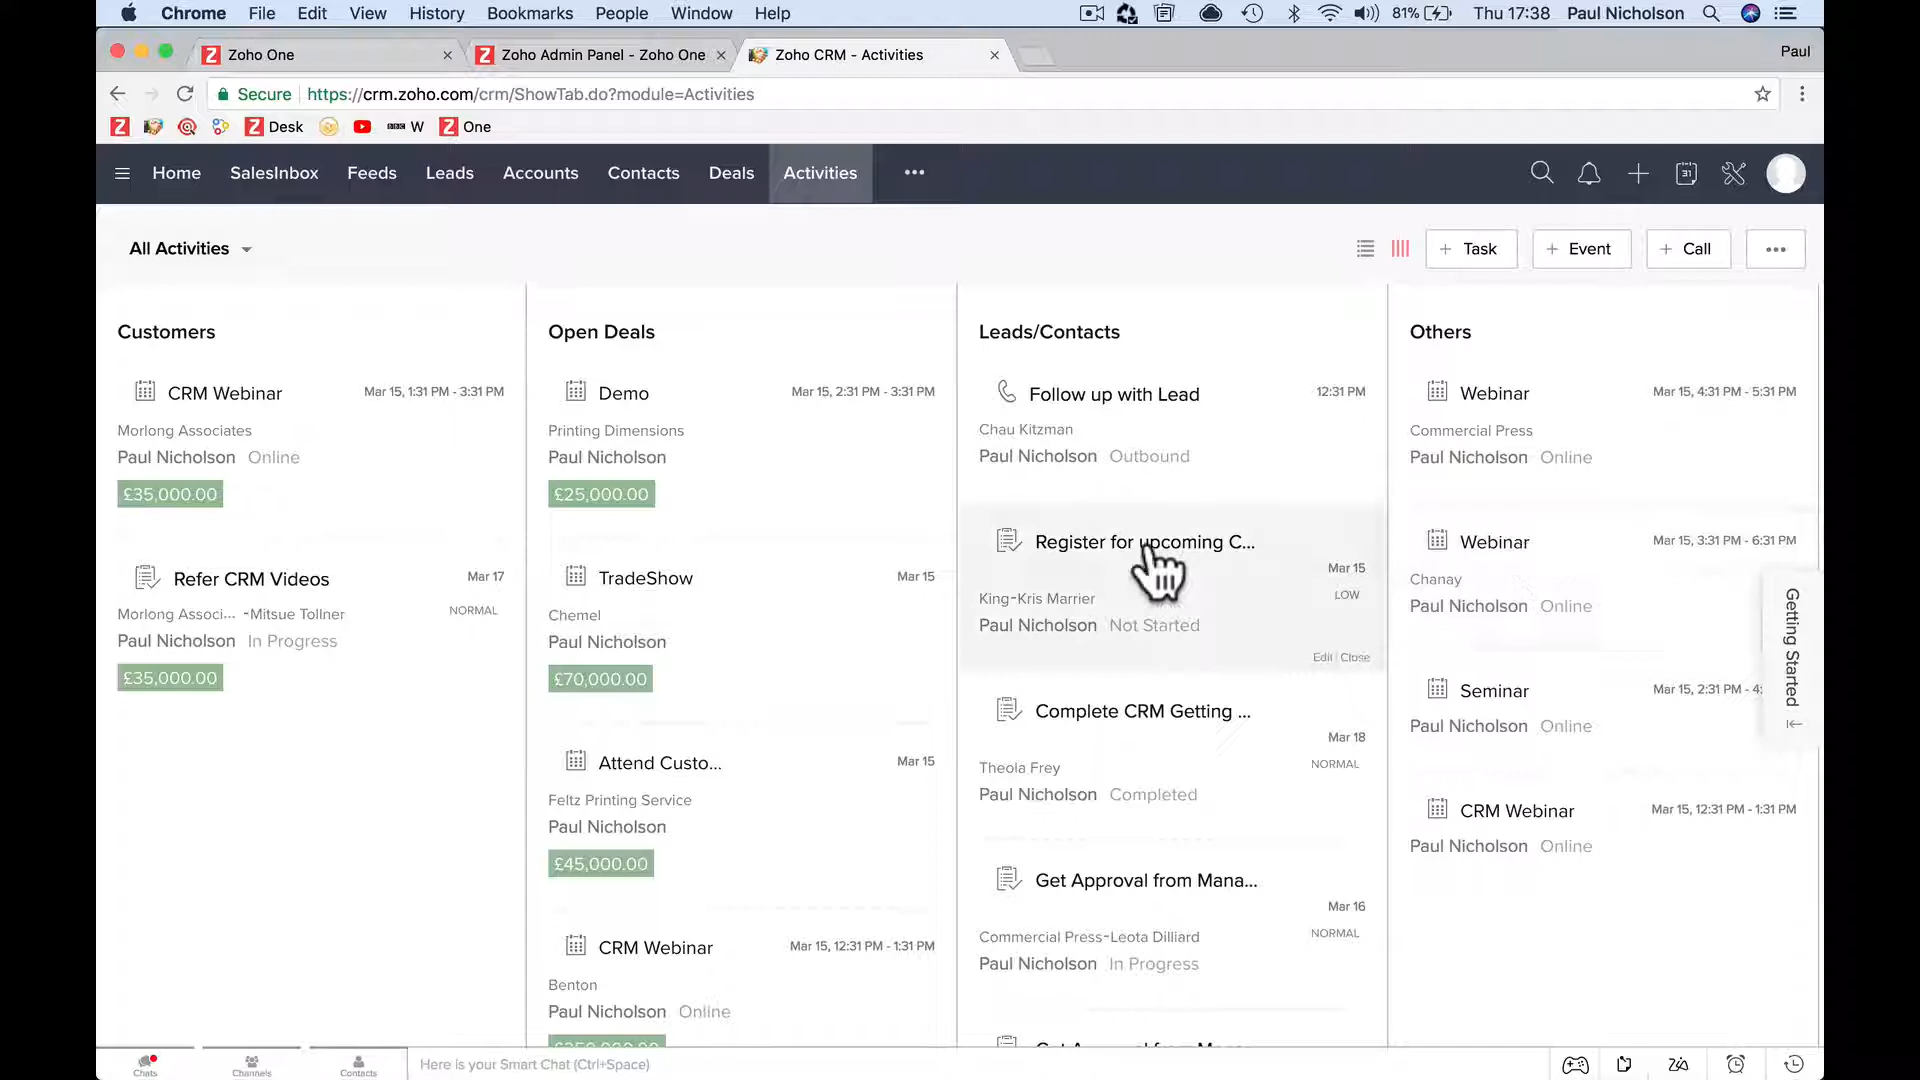 Chrome File Edit View History Bookmarks People Window Help 81% Thu 17:38 Paul Nicholson
Zoho One Zoho Admin Panel - Zoho One Zoho CRM - Activities Paul
Secure https://crm.zoho.com/crm/ShowTab.do?module=Activities
Desk BBC W One
Home SalesInbox Feeds Leads Accounts Contacts Deals Activities ••• 31
All Activities + Task + Event + Call •••
Customers
CRM Webinar Mar 15, 1:31 PM - 3:31 PM
Morlong Associates
Paul Nicholson Online
£35,000.00
Refer CRM Videos Mar 17
Morlong Associ... -Mitsue Tollner NORMAL
Paul Nicholson In Progress
£35,000.00
Open Deals
Demo Mar 15, 2:31 PM - 3:31 PM
Printing Dimensions
Paul Nicholson
£25,000.00
TradeShow Mar 15
Chemel
Paul Nicholson
£70,000.00
Attend Custo... Mar 15
Feltz Printing Service
Paul Nicholson
£45,000.00
CRM Webinar Mar 15, 12:31 PM - 1:31 PM
Benton
Paul Nicholson Online
Leads/Contacts
Follow up with Lead 12:31 PM
Chau Kitzman
Paul Nicholson Outbound
Register for upcoming C...
Mar 15
King-Kris Marrier LOW
Paul Nicholson Not Started
Edit | Close
Complete CRM Getting ...
Mar 18
Theola Frey NORMAL
Paul Nicholson Completed
Get Approval from Mana...
Mar 16
Commercial Press-Leota Dilliard NORMAL
Paul Nicholson In Progress
Others
Webinar Mar 15, 4:31 PM - 5:31 PM
Commercial Press
Paul Nicholson Online
Webinar Mar 15, 3:31 PM - 6:31 PM
Chanay
Paul Nicholson Online
Seminar Mar 15, 2:31 PM - 4:
Paul Nicholson Online
CRM Webinar Mar 15, 12:31 PM - 1:31 PM
Paul Nicholson Online
Getting Started
Chats Channels Contacts Here is your Smart Chat (Ctrl+Space)